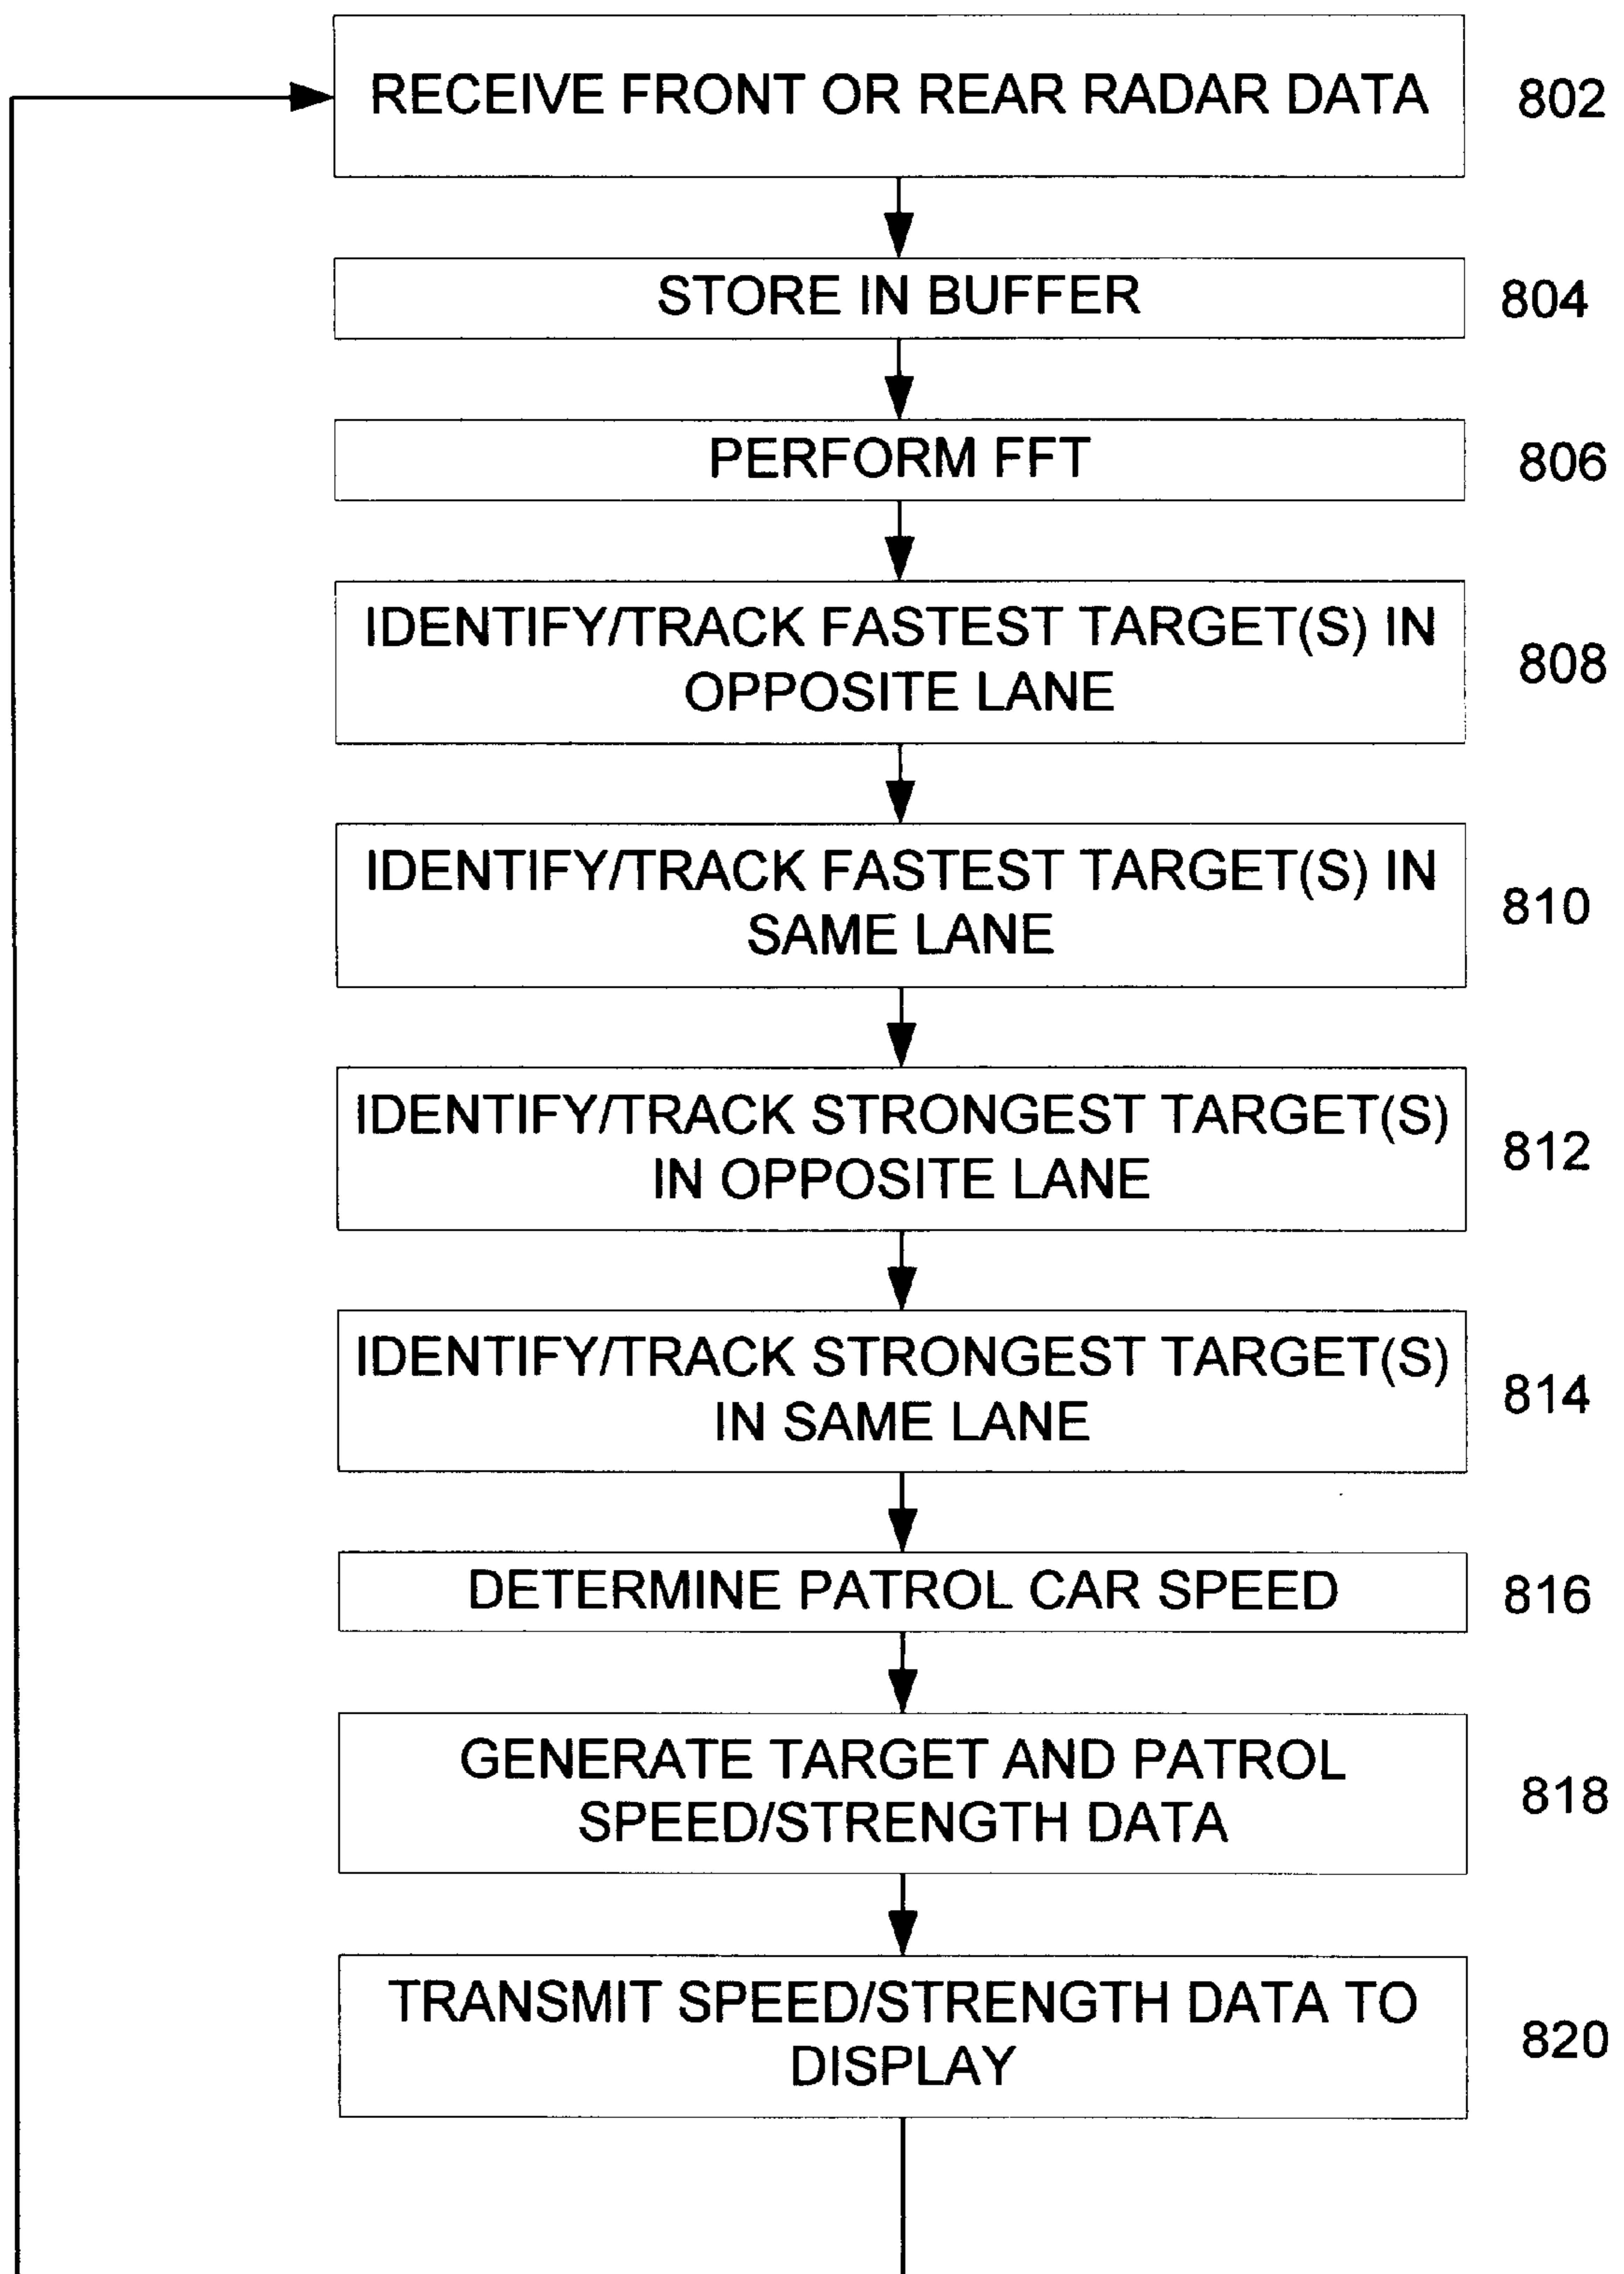 RECEIVE FRONT OR REAR RADAR DATA 802
STORE IN BUFFER 804
PERFORM FFT 806
IDENTIFY/TRACK FASTEST TARGET(S) IN
OPPOSITE LANE 808
IDENTIFY/TRACK FASTEST TARGET(S) IN
SAME LANE 810
IDENTIFY/TRACK STRONGEST TARGET(S)
IN OPPOSITE LANE 812
IDENTIFY/TRACK STRONGEST TARGET(S)
IN SAME LANE 814
DETERMINE PATROL CAR SPEED 816
GENERATE TARGET AND PATROL
SPEED/STRENGTH DATA 818
TRANSMIT SPEED/STRENGTH DATA TO
DISPLAY 820